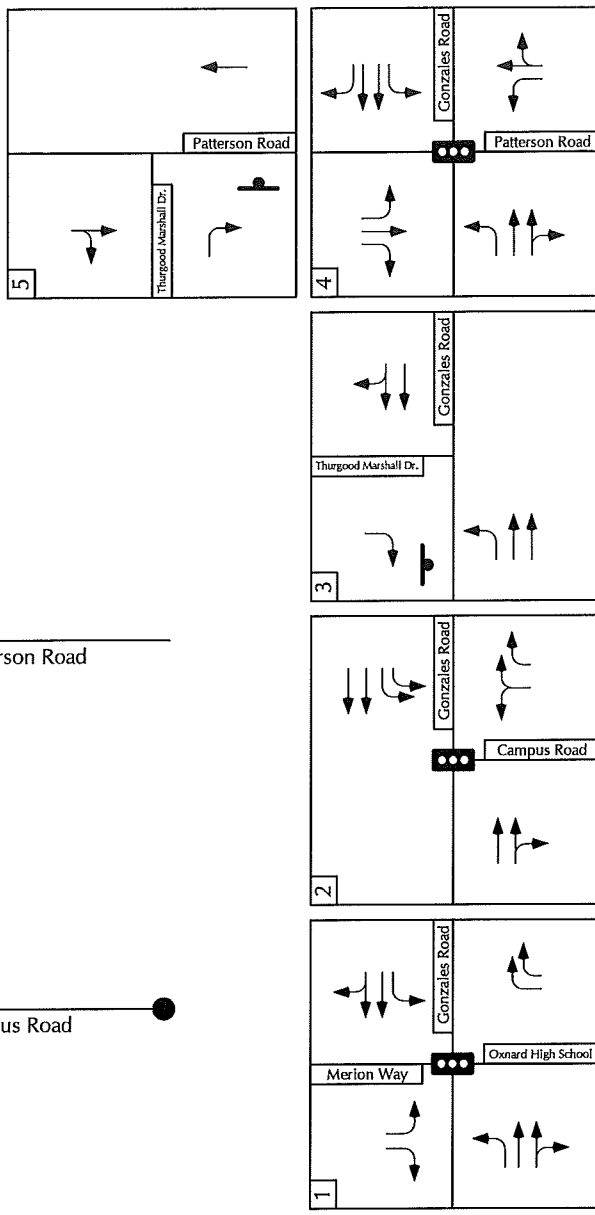 Patterson Road
Thurgood Marshall Dr.
5
Gonzales Road
Patterson Road
4
Gonzales Road
Thurgood Marshall Dr.
3
rson Road
Gonzales Road
Campus Road
2
us Road
Gonzales Road
Merion Way
Oxnard High School
1